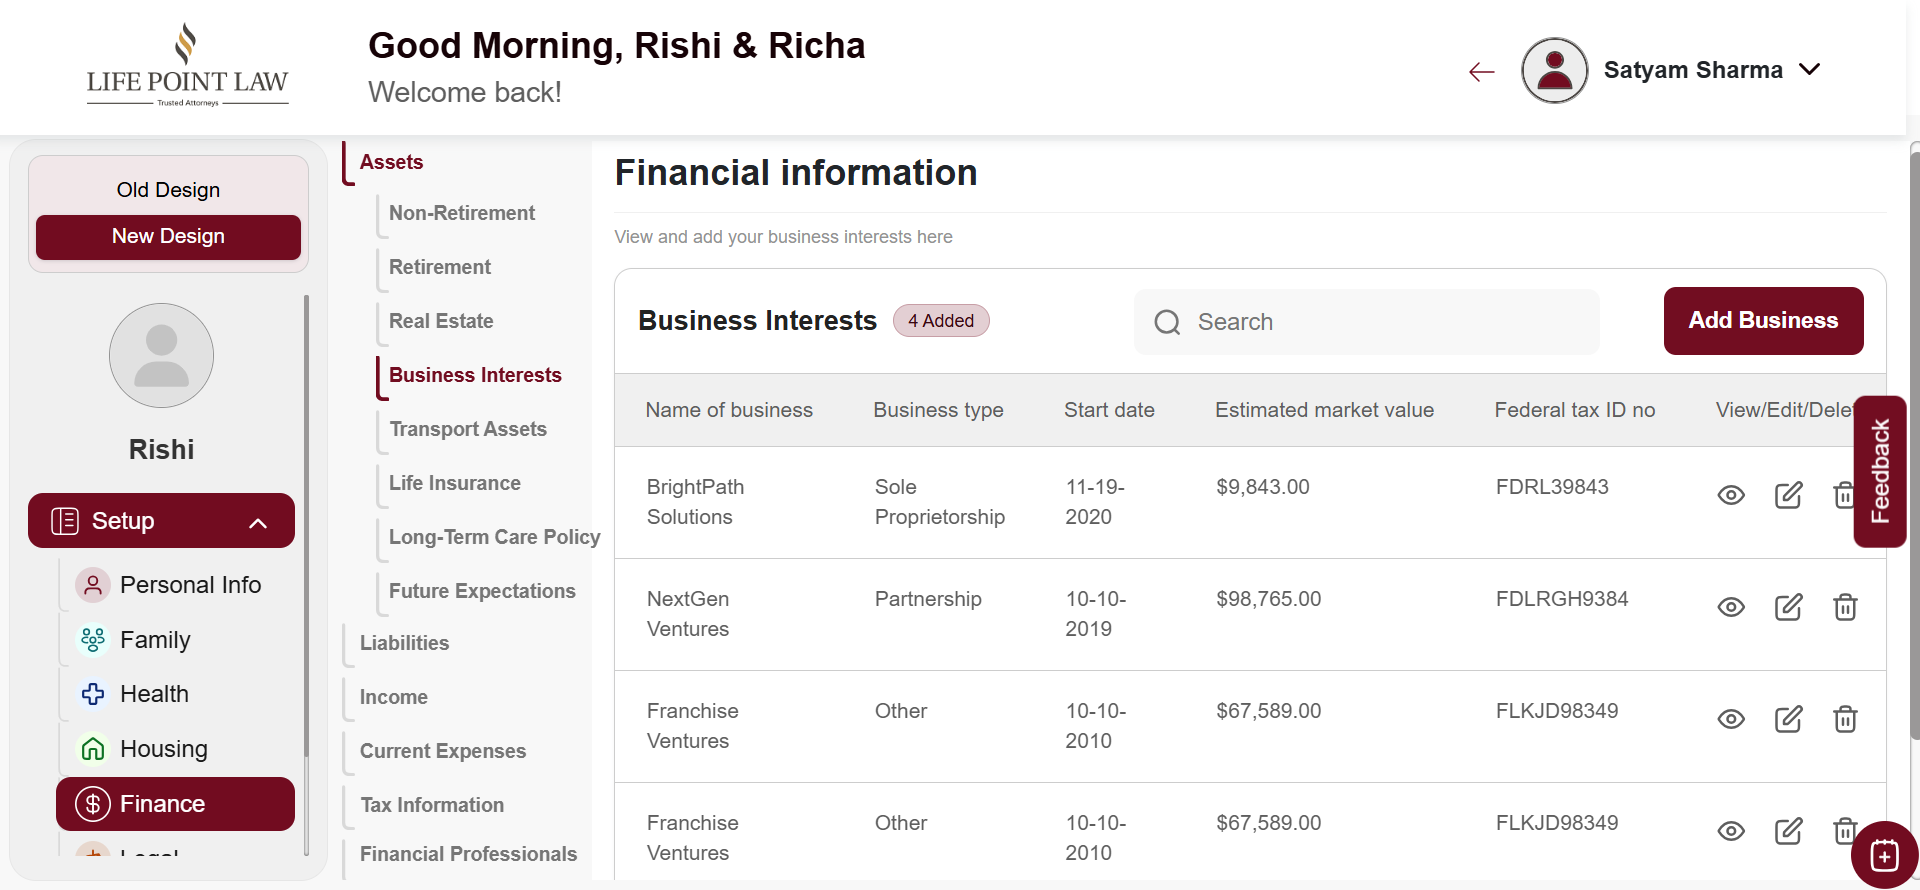 LIFE POINT LAW
Trusted Attorneys
Good Morning, Rishi & Richa
Welcome back!
Satyam Sharma
Old Design
New Design
Rishi
Setup
Personal Info
Family
Health
Housing
Finance
Assets
Non-Retirement
Retirement
Real Estate
Business Interests
Transport Assets
Life Insurance
Long-Term Care Policy
Future Expectations
Liabilities
Income
Current Expenses
Tax Information
Financial Professionals
Financial information
View and add your business interests here
Business Interests 4 Added
Search
Add Business
Name of business Business type Start date Estimated market value Federal tax ID no View/Edit/Delet
BrightPath Sole 11-19- $9,843.00 FDRL39843
Solutions Proprietorship 2020
NextGen Partnership 10-10- $98,765.00 FDLRGH9384
Ventures 2019
Franchise Other 10-10- $67,589.00 FLKJD98349
Ventures 2010
Franchise Other 10-10- $67,589.00 FLKJD98349
Ventures 2010
Feedback